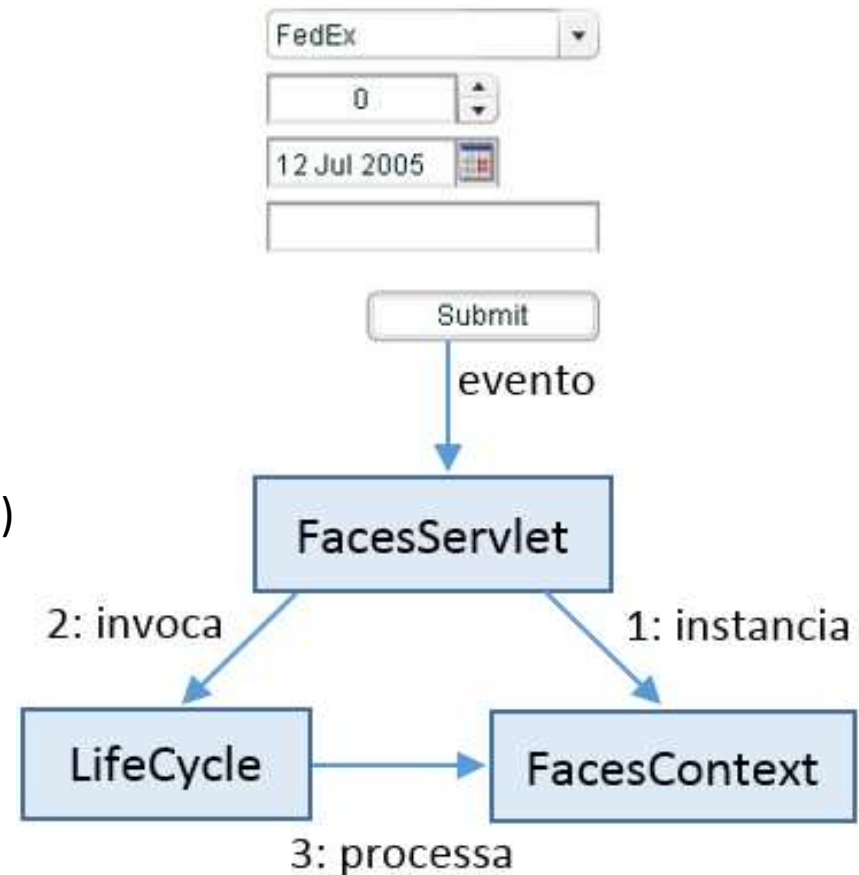 FedEx
0
12 Jul 2005
Submit
evento
)
FacesServlet
2: invoca
1: instancia
LifeCycle
FacesContext
3: processa